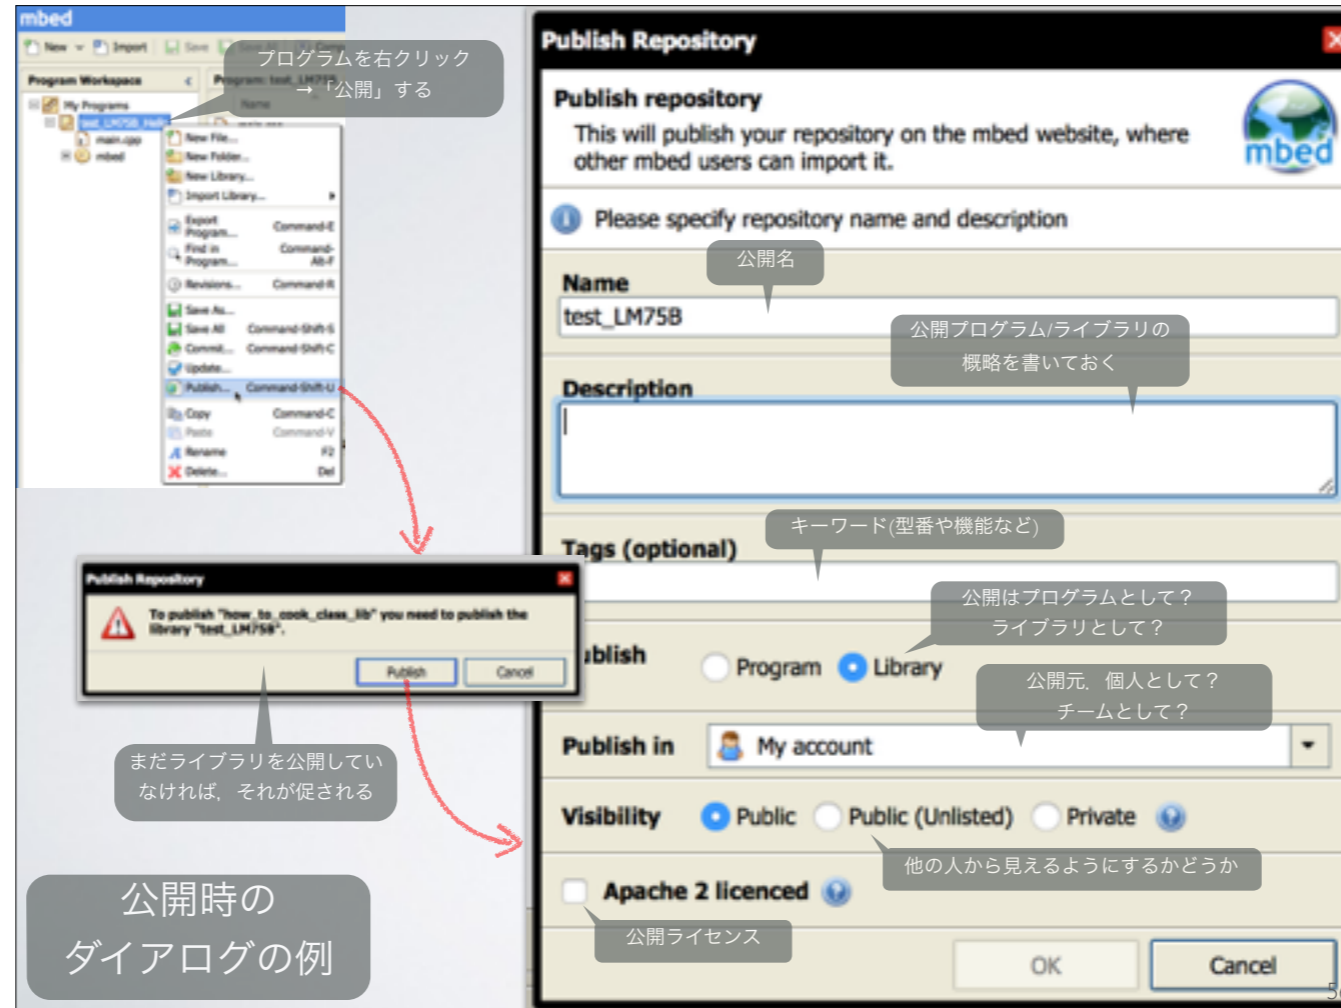 mbed
New
Import
Save
プログラムを右クリック
→「公開」する
Program Workspace
Program: test_LM75B
Name
My Programs
main.cpp
mbed
New File...
New Folder...
New Library...
Import Library...
Export Program... Command-E
Find in Program... Command-Alt-F
Revisions... Command-R
Save As...
Save All Command-Shift-S
Commit... Command-Shift-C
Update...
Publish... Command-Shift-U
Copy Command-C
Paste Command-V
Rename F2
Delete... Del
Publish Repository
To publish "how_to_cook_class_lib" you need to publish the
library "test_LM75B".
Publish Cancel
まだライブラリを公開してい
なければ，それが促される
公開時の
ダイアログの例
Publish Repository
Publish repository
This will publish your repository on the mbed website, where
other mbed users can import it.
mbed
Please specify repository name and description
公開名
Name
test_LM75B
公開プログラム/ライブラリの
概略を書いておく
Description
キーワード(型番や機能など)
Tags (optional)
公開はプログラムとして？
ライブラリとして？
ublish Program Library
公開元，個人として？
チームとして？
Publish in My account
Visibility Public Public (Unlisted) Private
他の人から見えるようにするかどうか
Apache 2 licenced
公開ライセンス
OK Cancel